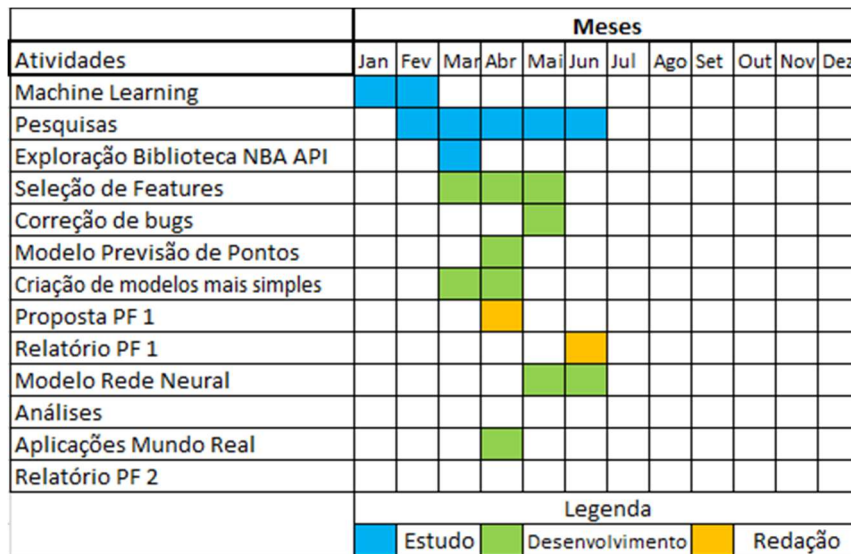 Meses
Atividades Jan Fev Mar Abr Mai Jun Jul Ago Set Out Nov Dez
Machine Learning
Pesquisas
Exploração Biblioteca NBA API
Seleção de Features
Correção de bugs
Modelo Previsão de Pontos
Criação de modelos mais simples
Proposta PF 1
Relatório PF 1
Modelo Rede Neural
Análises
Aplicações Mundo Real
Relatório PF 2
Legenda
Estudo Desenvolvimento Redação